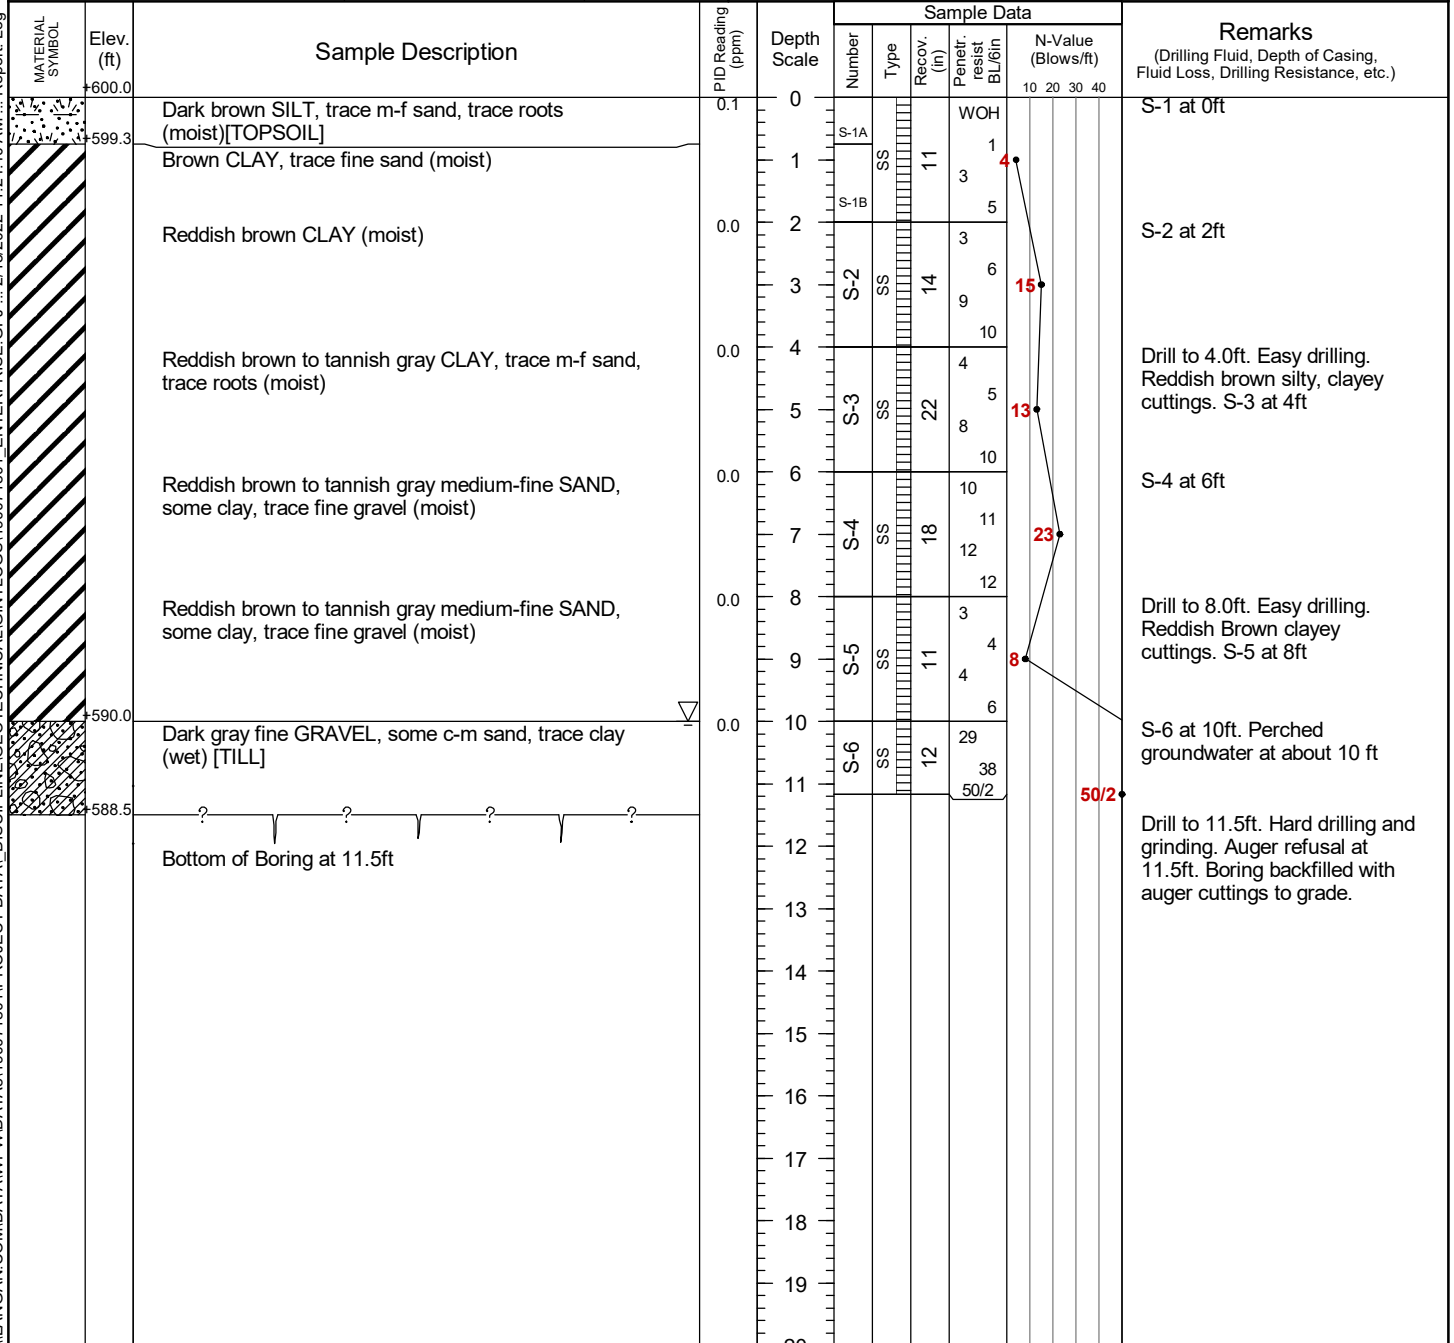 Sample Data
MATERIAL SYMBOL
Elev. (ft)
+600.0
Sample Description
PID Reading (ppm)
Depth Scale
Number
Type
Recov. (in)
Penetr. resist BL/6in
N-Value (Blows/ft)
10 20 30 40
Remarks
(Drilling Fluid, Depth of Casing,
Fluid Loss, Drilling Resistance, etc.)
Dark brown SILT, trace m-f sand, trace roots
(moist)[TOPSOIL]
0.1
0
S-1A
WOH
S-1 at 0ft
+599.3
Brown CLAY, trace fine sand (moist)
1
SS
11
1
4
3
S-1B
5
Reddish brown CLAY (moist)
0.0
2
3
S-2 at 2ft
6
3
S-2
SS
14
15
9
10
Reddish brown to tannish gray CLAY, trace m-f sand,
trace roots (moist)
0.0
4
4
Drill to 4.0ft. Easy drilling.
Reddish brown silty, clayey
cuttings. S-3 at 4ft
5
5
S-3
SS
22
13
8
10
Reddish brown to tannish gray medium-fine SAND,
some clay, trace fine gravel (moist)
0.0
6
10
S-4 at 6ft
11
7
S-4
SS
18
23
12
12
Reddish brown to tannish gray medium-fine SAND,
some clay, trace fine gravel (moist)
0.0
8
3
Drill to 8.0ft. Easy drilling.
Reddish Brown clayey
cuttings. S-5 at 8ft
4
9
S-5
SS
11
8
4
6
+590.0
Dark gray fine GRAVEL, some c-m sand, trace clay
(wet) [TILL]
0.0
10
S-6
SS
12
29
S-6 at 10ft. Perched
groundwater at about 10 ft
38
11
50/2
50/2
+588.5
? ? ? ?
Bottom of Boring at 11.5ft
12
Drill to 11.5ft. Hard drilling and
grinding. Auger refusal at
11.5ft. Boring backfilled with
auger cuttings to grade.
13
14
15
16
17
18
19